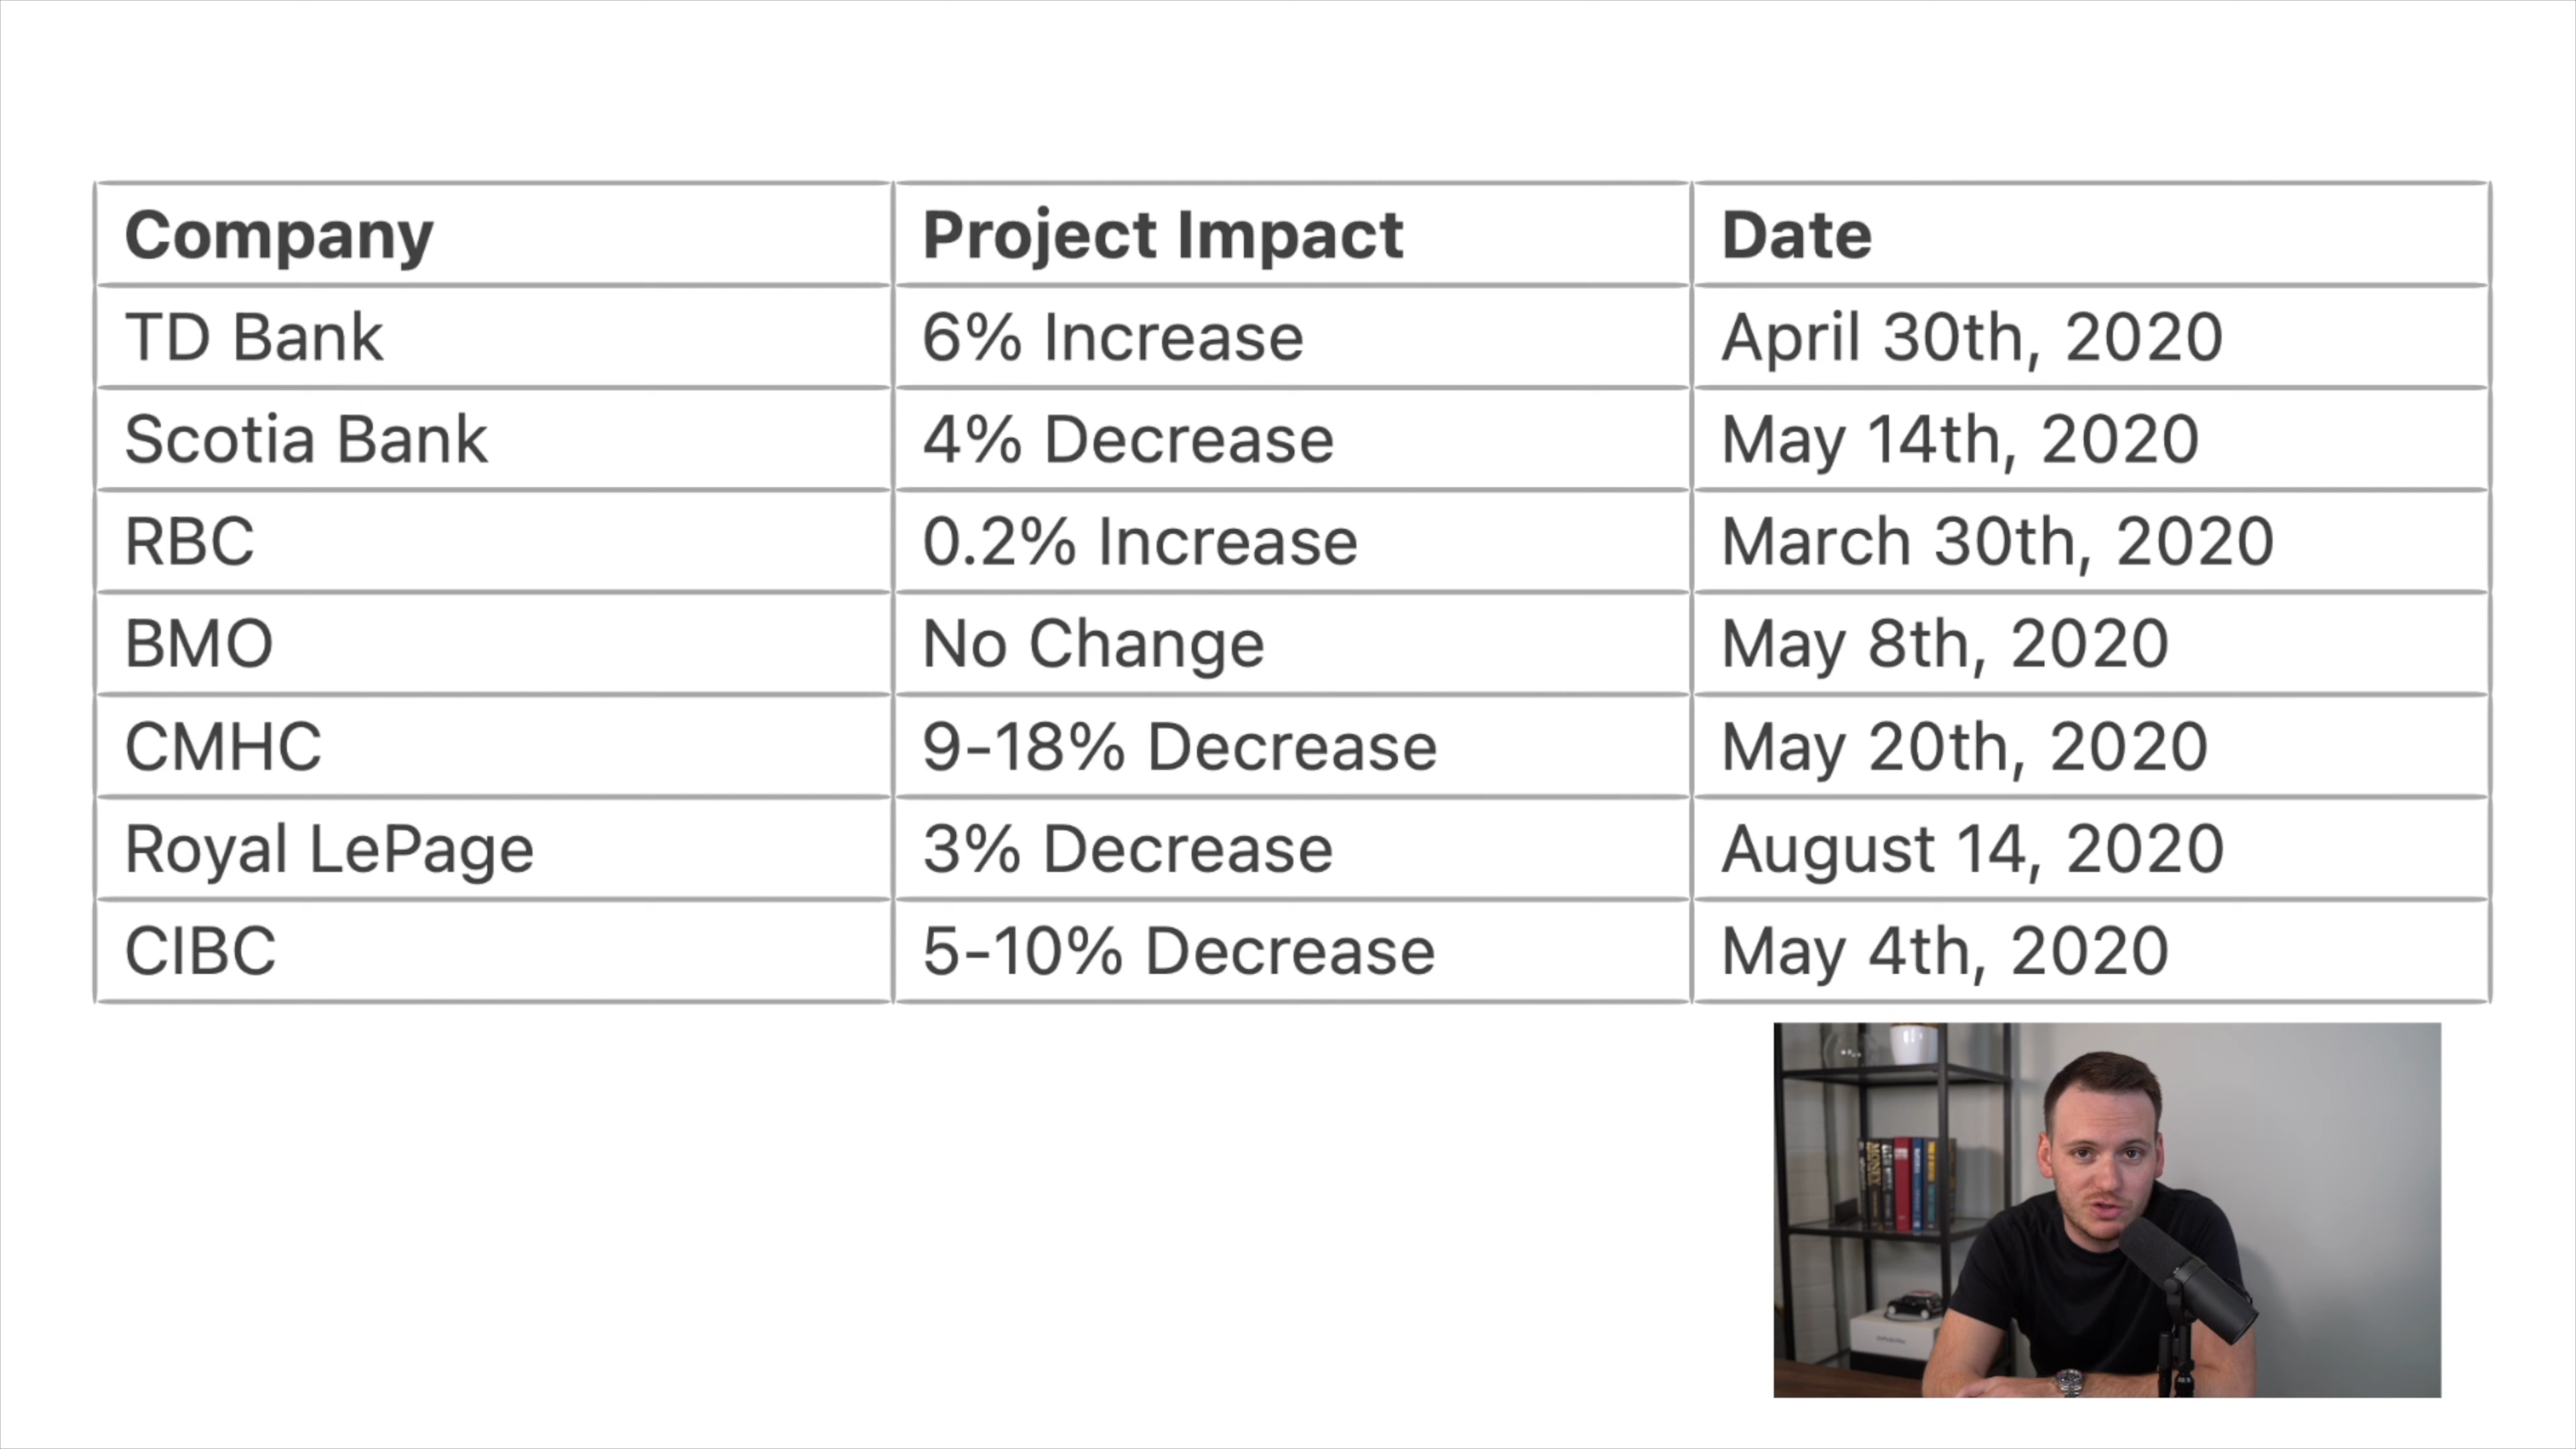 Company Project Impact Date
TD Bank 6% Increase April 30th, 2020
Scotia Bank 4% Decrease May 14th, 2020
RBC 0.2% Increase March 30th, 2020
BMO No Change May 8th, 2020
CMHC 9-18% Decrease May 20th, 2020
Royal LePage 3% Decrease August 14, 2020
CIBC 5-10% Decrease May 4th, 2020
MONEY